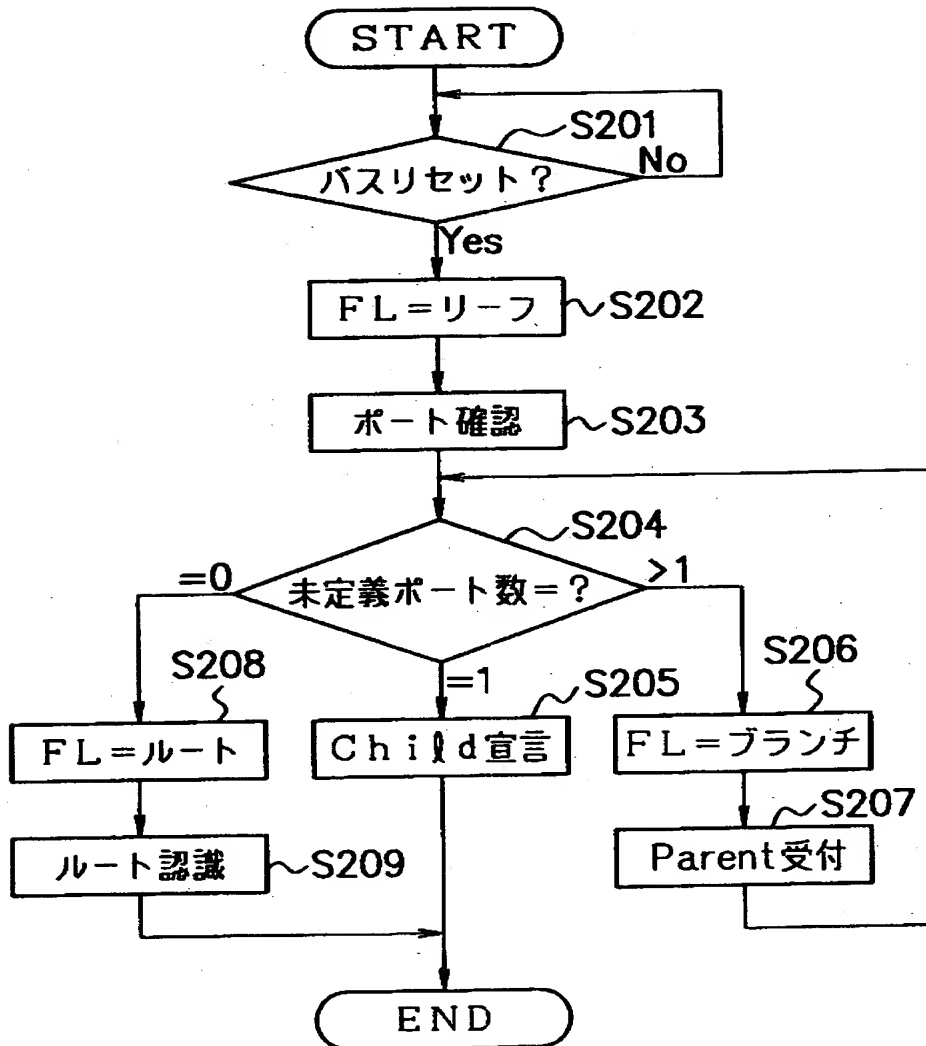 START
S201
バスリセット？
No
Yes
FL＝リーフ
S202
ポート確認
S203
S204
=0
未定義ポート数＝？
>1
S208
=1
S205
S206
FL＝ルート
Child宣言
FL＝ブランチ
S207
ルート認識
S209
Parent受付
END